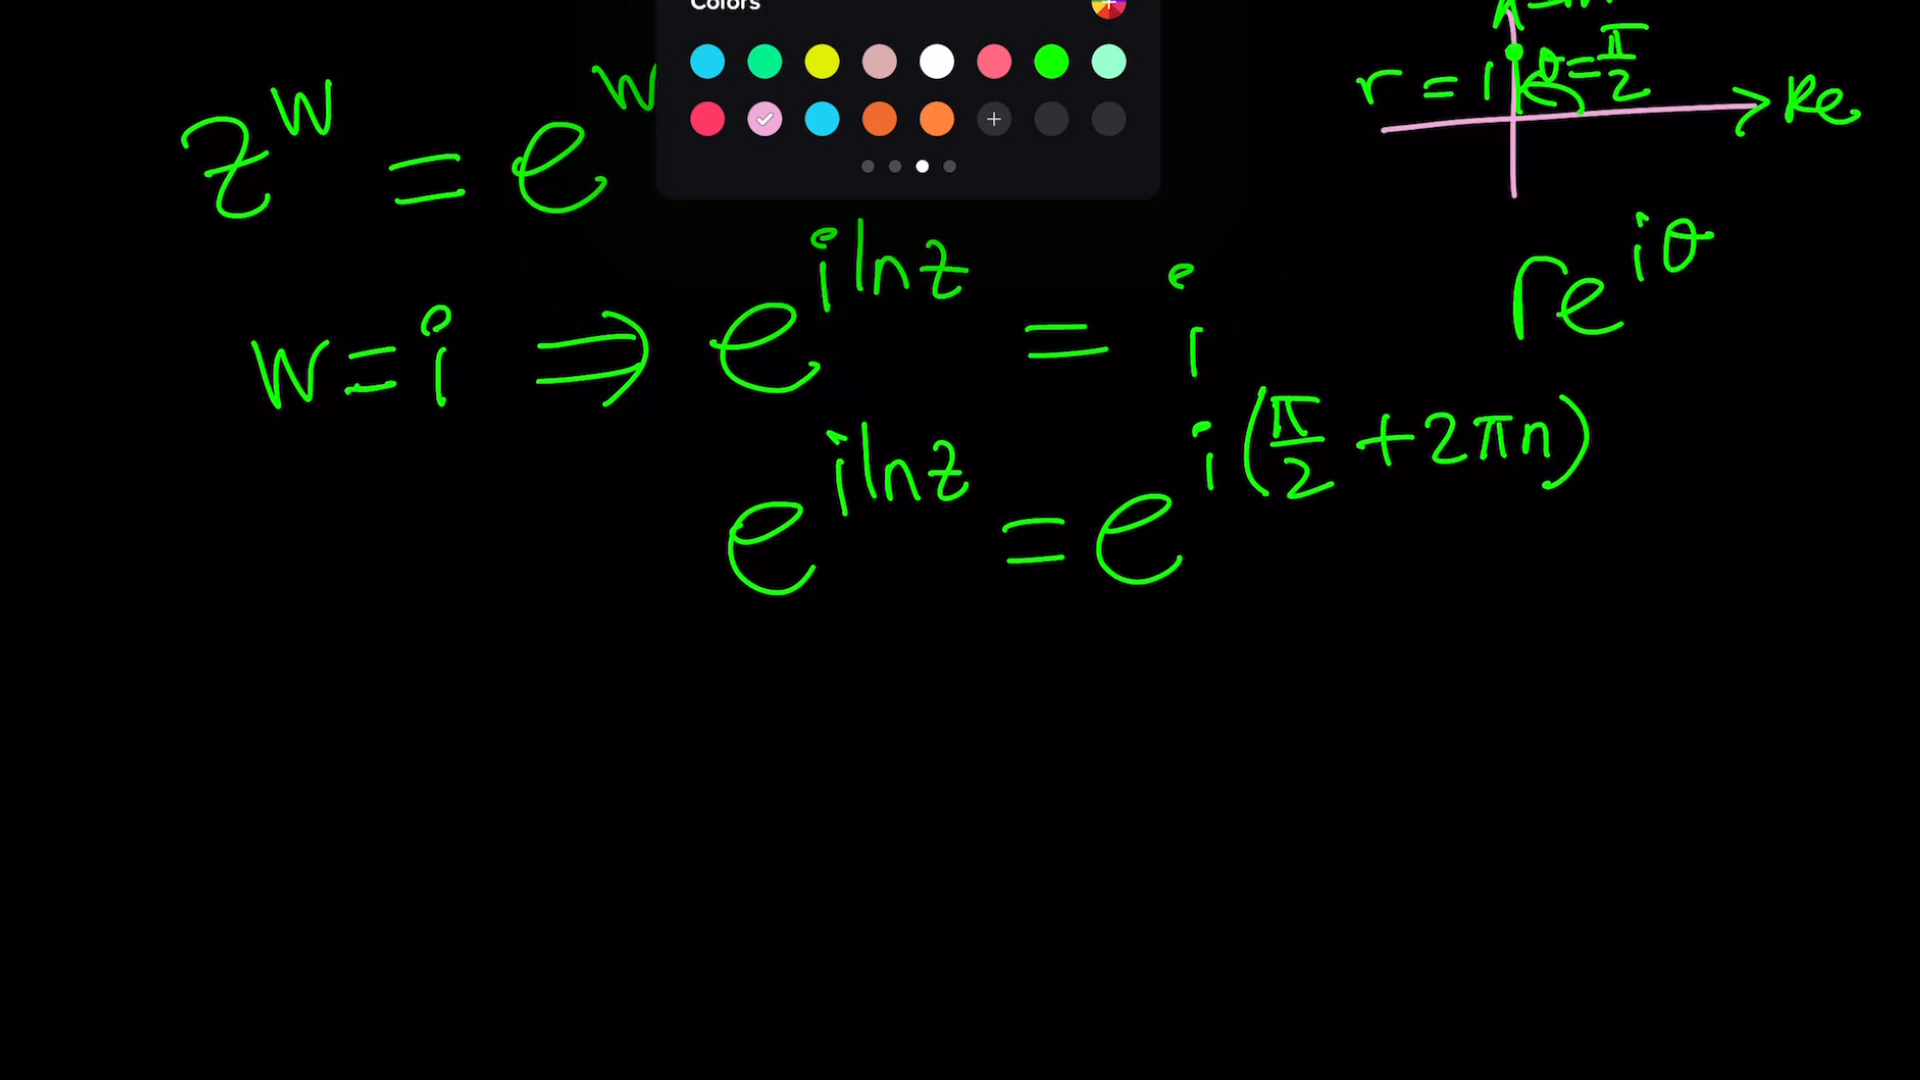 Colors
z^w = e^w
r = 1 θ = π/2 Re
w = i ⇒ e^{i ln z} = i
re^{iθ}
e^{i ln z} = e^{i(π/2 + 2πn)}